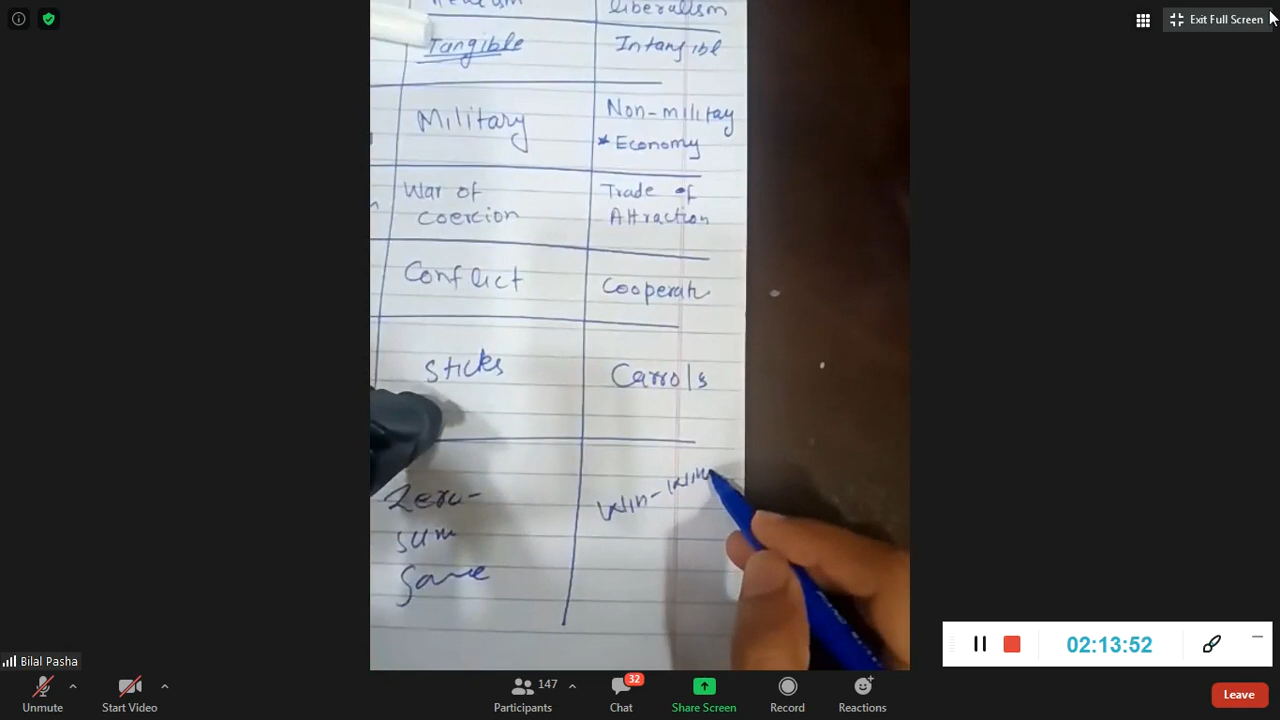 Exit Full Screen
liberalism
Tangible Intangibl
Military Non-militay
* Economy
War of Trade of
Coercion Attraction
Conflict Cooperatn
Sticks Carrots
Zero- Win-Win
sum
Game
02:13:52
Bilal Pasha
147
32
Unmute Start Video Participants Chat Share Screen Record Reactions Leave